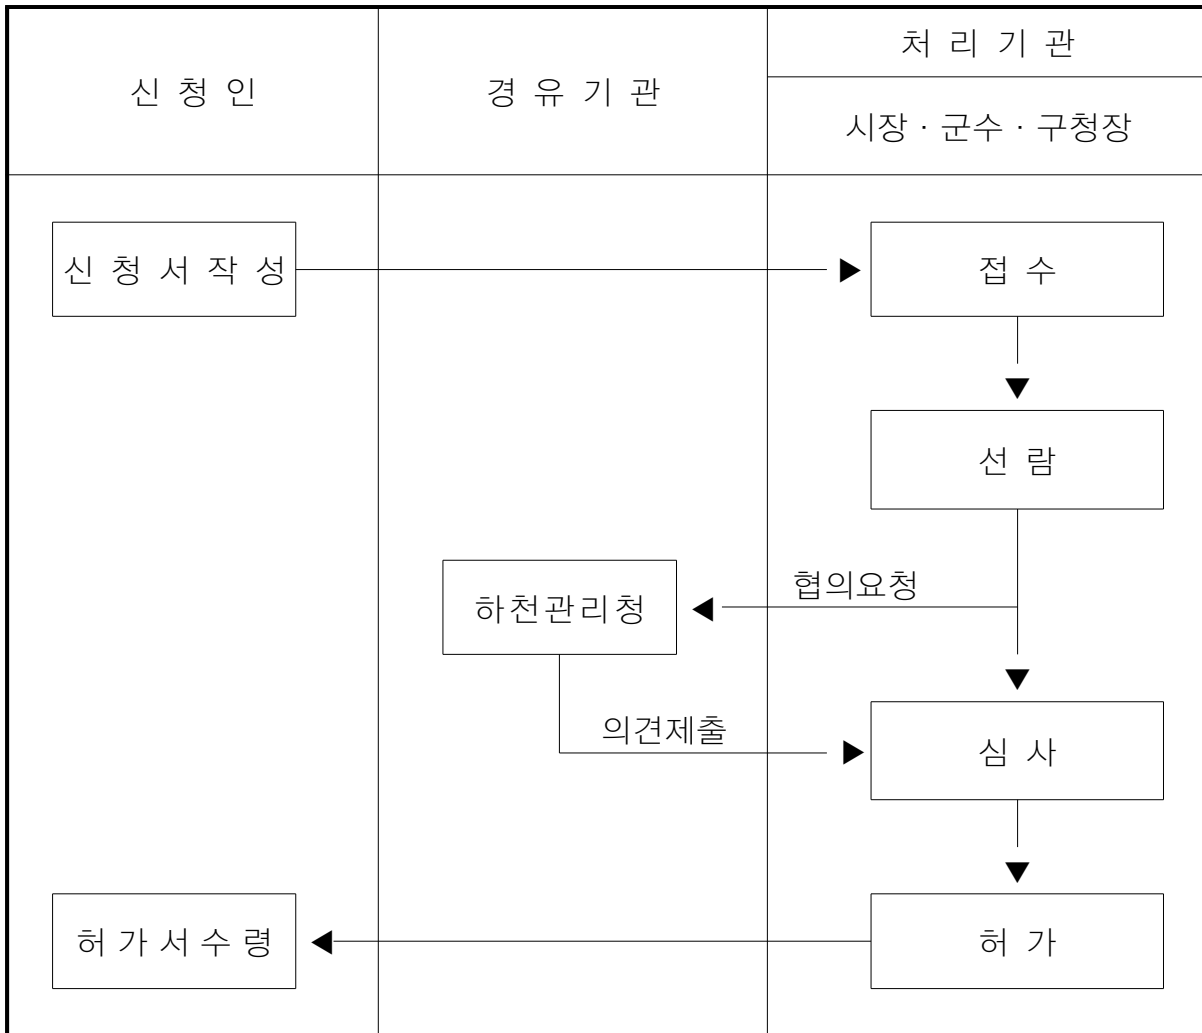 신 청 인
경 유 기 관
처 리 기 관
시장 · 군수 · 구청장
신 청 서 작 성
접 수
선 람
협의요청
하천관리청
의견제출
심 사
허 가 서 수 령
허 가